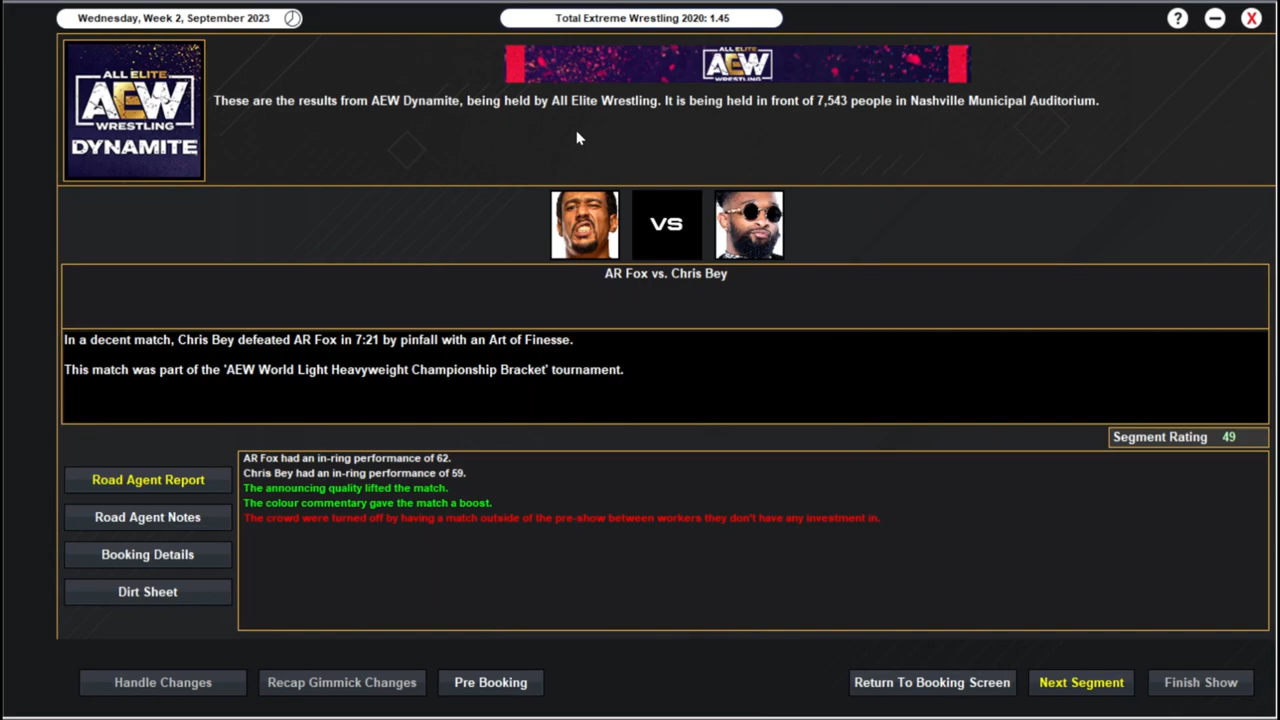 Wednesday, Week 2, September 2023
Total Extreme Wrestling 2020: 1.45
?
X
ALL ELITE
AEW
WRESTLING
DYNAMITE
ALL ELITE
AEW
WRESTLING
These are the results from AEW Dynamite, being held by All Elite Wrestling. It is being held in front of 7,543 people in Nashville Municipal Auditorium.
VS
AR Fox vs. Chris Bey
In a decent match, Chris Bey defeated AR Fox in 7:21 by pinfall with an Art of Finesse.
This match was part of the 'AEW World Light Heavyweight Championship Bracket' tournament.
Segment Rating 49
Road Agent Report
Road Agent Notes
Booking Details
Dirt Sheet
AR Fox had an in-ring performance of 62.
Chris Bey had an in-ring performance of 59.
The announcing quality lifted the match.
The colour commentary gave the match a boost.
The crowd were turned off by having a match outside of the pre-show between workers they don't have any investment in.
Handle Changes
Recap Gimmick Changes
Pre Booking
Return To Booking Screen
Next Segment
Finish Show